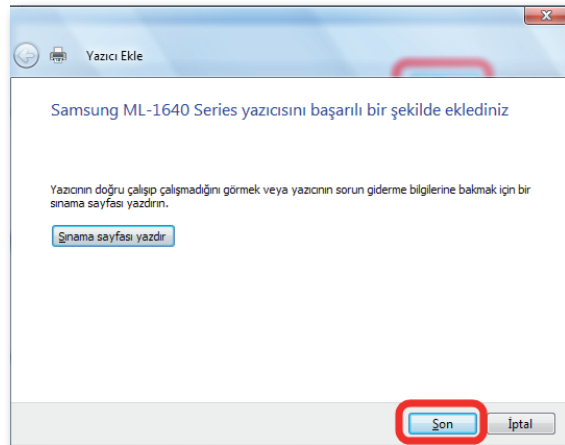 Yazıcı Ekle
Samsung ML-1640 Series yazıcısını başarılı bir şekilde eklediniz
Yazıcının doğru çalışıp çalışmadığını görmek veya yazıcının sorun giderme bilgilerine bakmak için bir
sınama sayfası yazdırın.
Sınama sayfası yazdır
Son
İptal